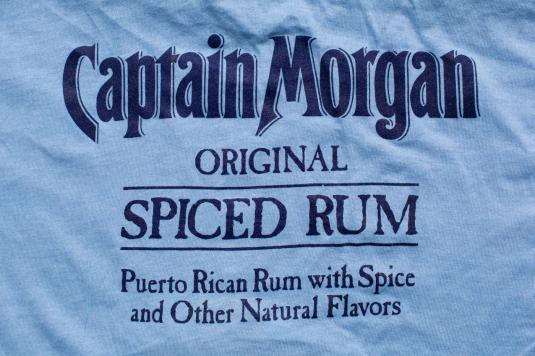 Captain Morgan
ORIGINAL
SPICED RUM
Puerto Rican Rum with Spice
and Other Natural Flavors